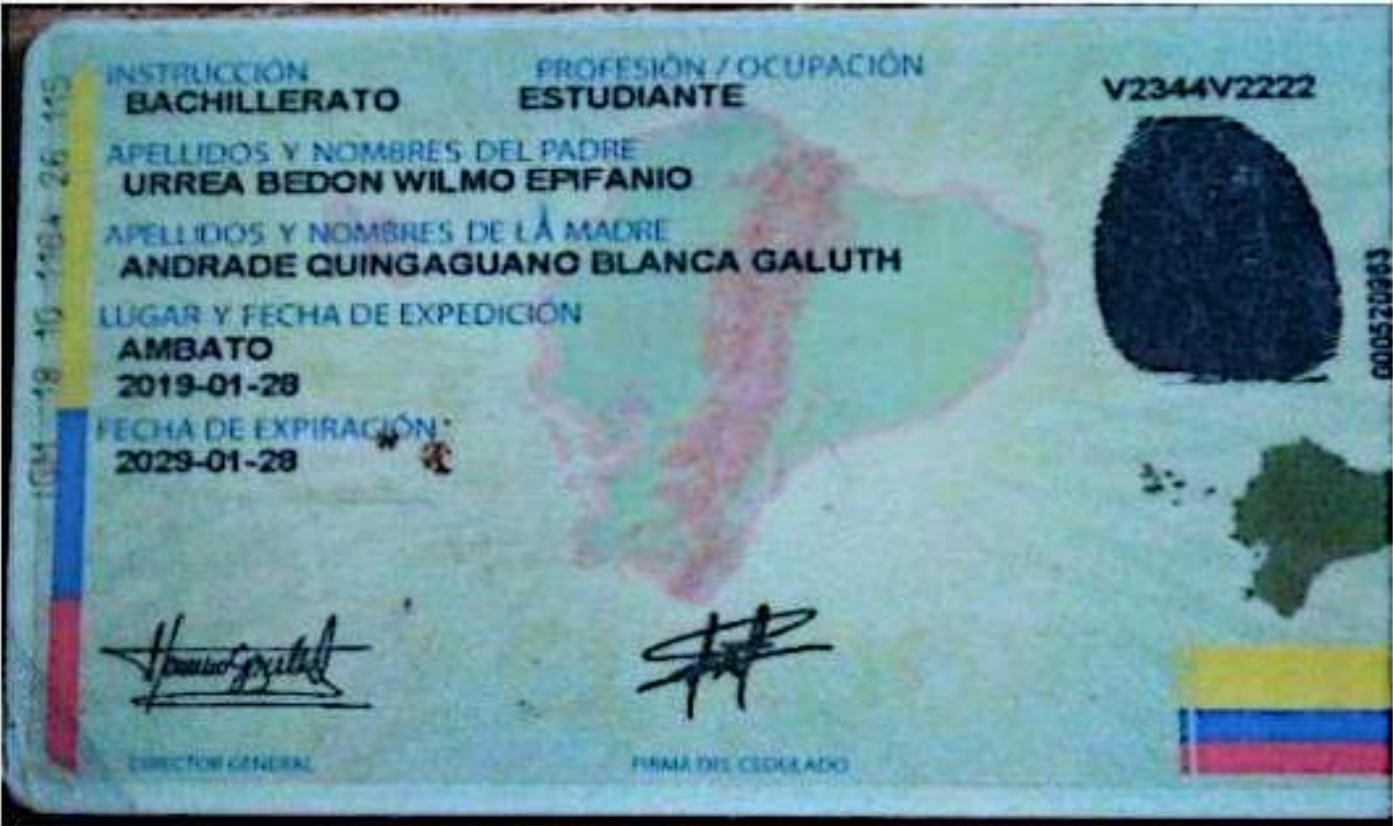 INSTRUCCIÓN PROFESIÓN / OCUPACIÓN
BACHILLERATO ESTUDIANTE
V2344V2222
APELLIDOS Y NOMBRES DEL PADRE
URREA BEDON WILMO EPIFANIO
APELLIDOS Y NOMBRES DE LA MADRE
ANDRADE QUINGAGUANO BLANCA GALUTH
LUGAR Y FECHA DE EXPEDICIÓN
AMBATO
2019-01-28
FECHA DE EXPIRACIÓN
2029-01-28
DIRECTOR GENERAL
FIRMA DEL CEDULADO
000520963